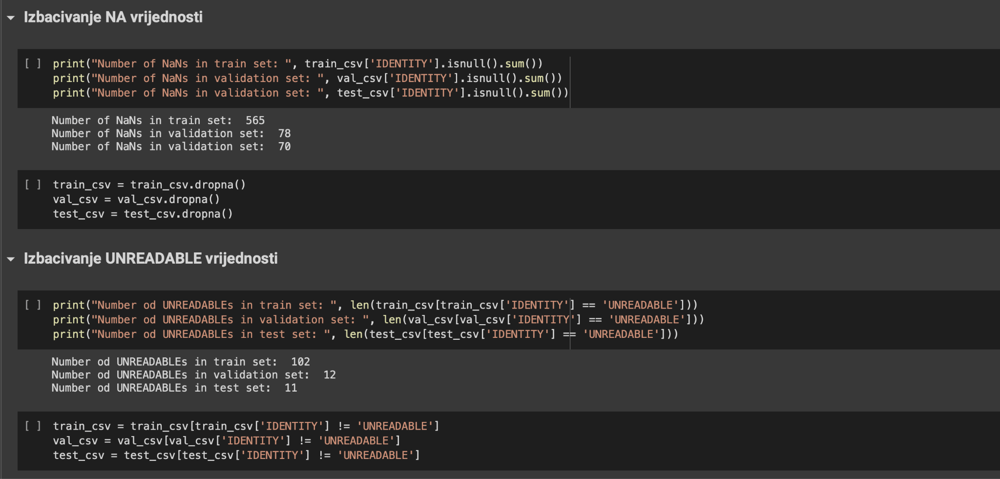 Izbacivanje NA vrijednosti
[ ] print("Number of NaNs in train set: ", train_csv['IDENTITY'].isnull().sum())
print("Number of NaNs in validation set: ", val_csv['IDENTITY'].isnull().sum())
print("Number of NaNs in validation set: ", test_csv['IDENTITY'].isnull().sum())
Number of NaNs in train set:  565
Number of NaNs in validation set:  78
Number of NaNs in validation set:  70
[ ] train_csv = train_csv.dropna()
val_csv = val_csv.dropna()
test_csv = test_csv.dropna()
Izbacivanje UNREADABLE vrijednosti
[ ] print("Number od UNREADABLEs in train set: ", len(train_csv[train_csv['IDENTITY'] == 'UNREADABLE']))
print("Number od UNREADABLEs in validation set: ", len(val_csv[val_csv['IDENTITY'] == 'UNREADABLE']))
print("Number od UNREADABLEs in test set: ", len(test_csv[test_csv['IDENTITY'] == 'UNREADABLE']))
Number od UNREADABLEs in train set:  102
Number od UNREADABLEs in validation set:  12
Number od UNREADABLEs in test set:  11
[ ] train_csv = train_csv[train_csv['IDENTITY'] != 'UNREADABLE']
val_csv = val_csv[val_csv['IDENTITY'] != 'UNREADABLE']
test_csv = test_csv[test_csv['IDENTITY'] != 'UNREADABLE']